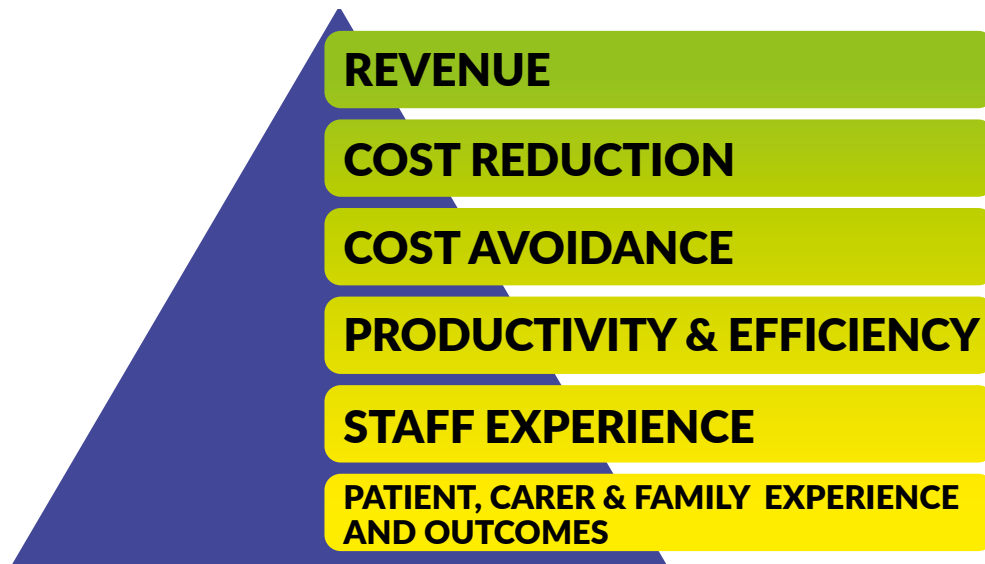 REVENUE
COST REDUCTION
COST AVOIDANCE
PRODUCTIVITY & EFFICIENCY
STAFF EXPERIENCE
PATIENT, CARER & FAMILY  EXPERIENCE
AND OUTCOMES